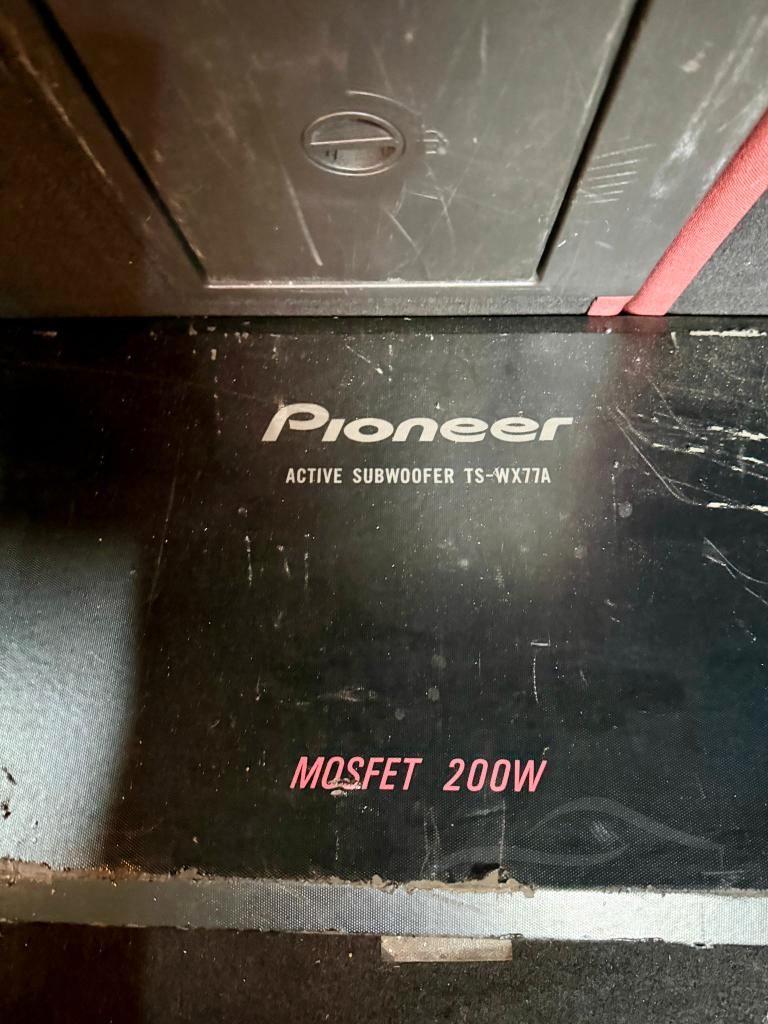 Pioneer
ACTIVE SUBWOOFER TS-WX77A
MOSFET 200W